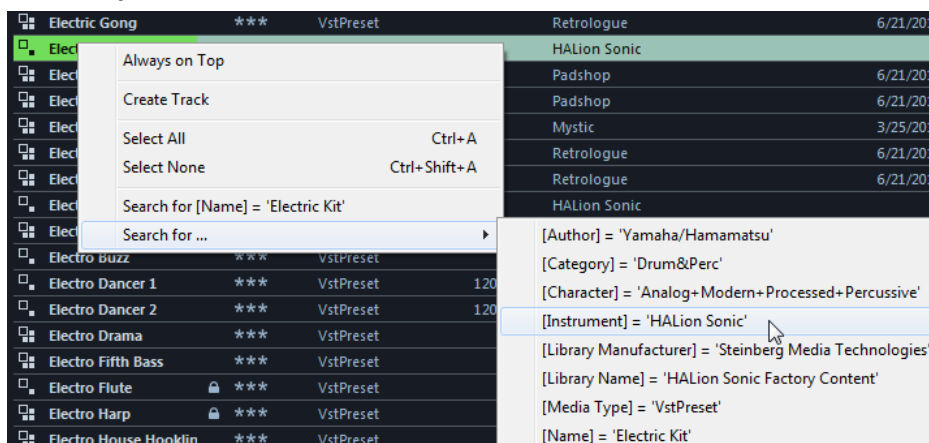 Electric Gong *** VstPreset Retrologue 6/21/20
Elect HALion Sonic
Always on Top
Elect Padshop 6/21/20
Create Track
Elect Padshop 6/21/20
Elect Mystic 3/25/20
Select All Ctrl+A
Elect Retrologue 6/21/20
Select None Ctrl+Shift+A
Elect Retrologue 6/21/20
Elect HALion Sonic
Search for [Name] = 'Electric Kit'
Elect
Search for ...
[Author] = 'Yamaha/Hamamatsu'
Electro Buzz *** VstPreset
[Category] = 'Drum&Perc'
Electro Dancer 1 *** VstPreset 120
[Character] = 'Analog+Modern+Processed+Percussive'
Electro Dancer 2 *** VstPreset 120
[Instrument] = 'HALion Sonic'
Electro Drama *** VstPreset
[Library Manufacturer] = 'Steinberg Media Technologies'
Electro Fifth Bass *** VstPreset
[Library Name] = 'HALion Sonic Factory Content'
Electro Flute *** VstPreset
[Media Type] = 'VstPreset'
Electro Harp *** VstPreset
[Name] = 'Electric Kit'
Electro House Hooklin *** VstPreset